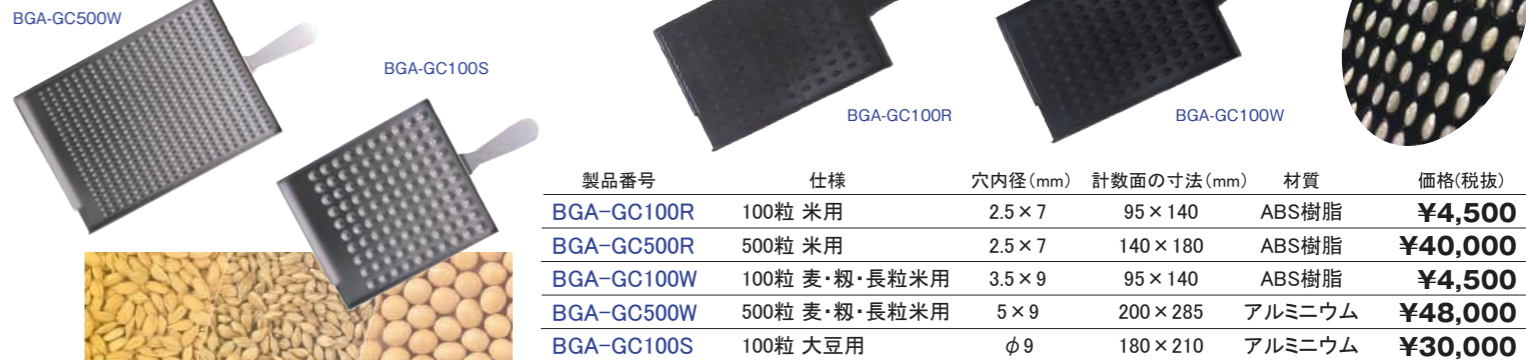 BGA-GC500W
BGA-GC100S
BGA-GC100R
BGA-GC100W
製品番号 仕様 穴内径(mm) 計数面の寸法(mm) 材質 価格(税抜)
BGA-GC100R 100粒 米用 2.5×7 95×140 ABS樹脂 ¥4,500
BGA-GC500R 500粒 米用 2.5×7 140×180 ABS樹脂 ¥40,000
BGA-GC100W 100粒 麦・籾・長粒米用 3.5×9 95×140 ABS樹脂 ¥4,500
BGA-GC500W 500粒 麦・籾・長粒米用 5×9 200×285 アルミニウム ¥48,000
BGA-GC100S 100粒 大豆用 φ9 180×210 アルミニウム ¥30,000